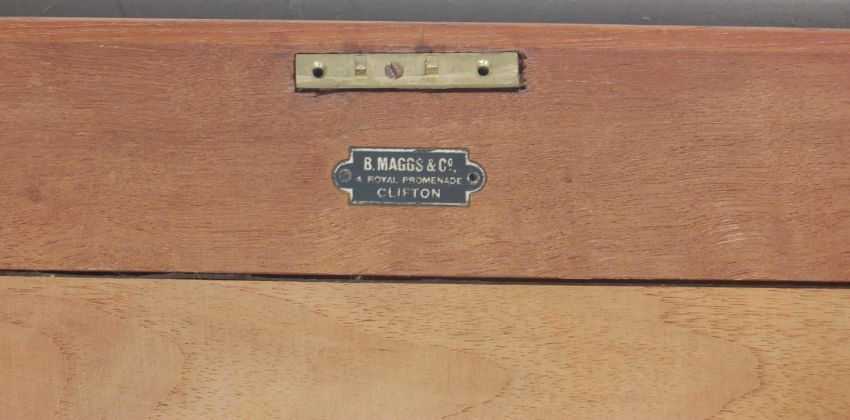 B. MAGGS & Co.
4. ROYAL PROMENADE
CLIFTON